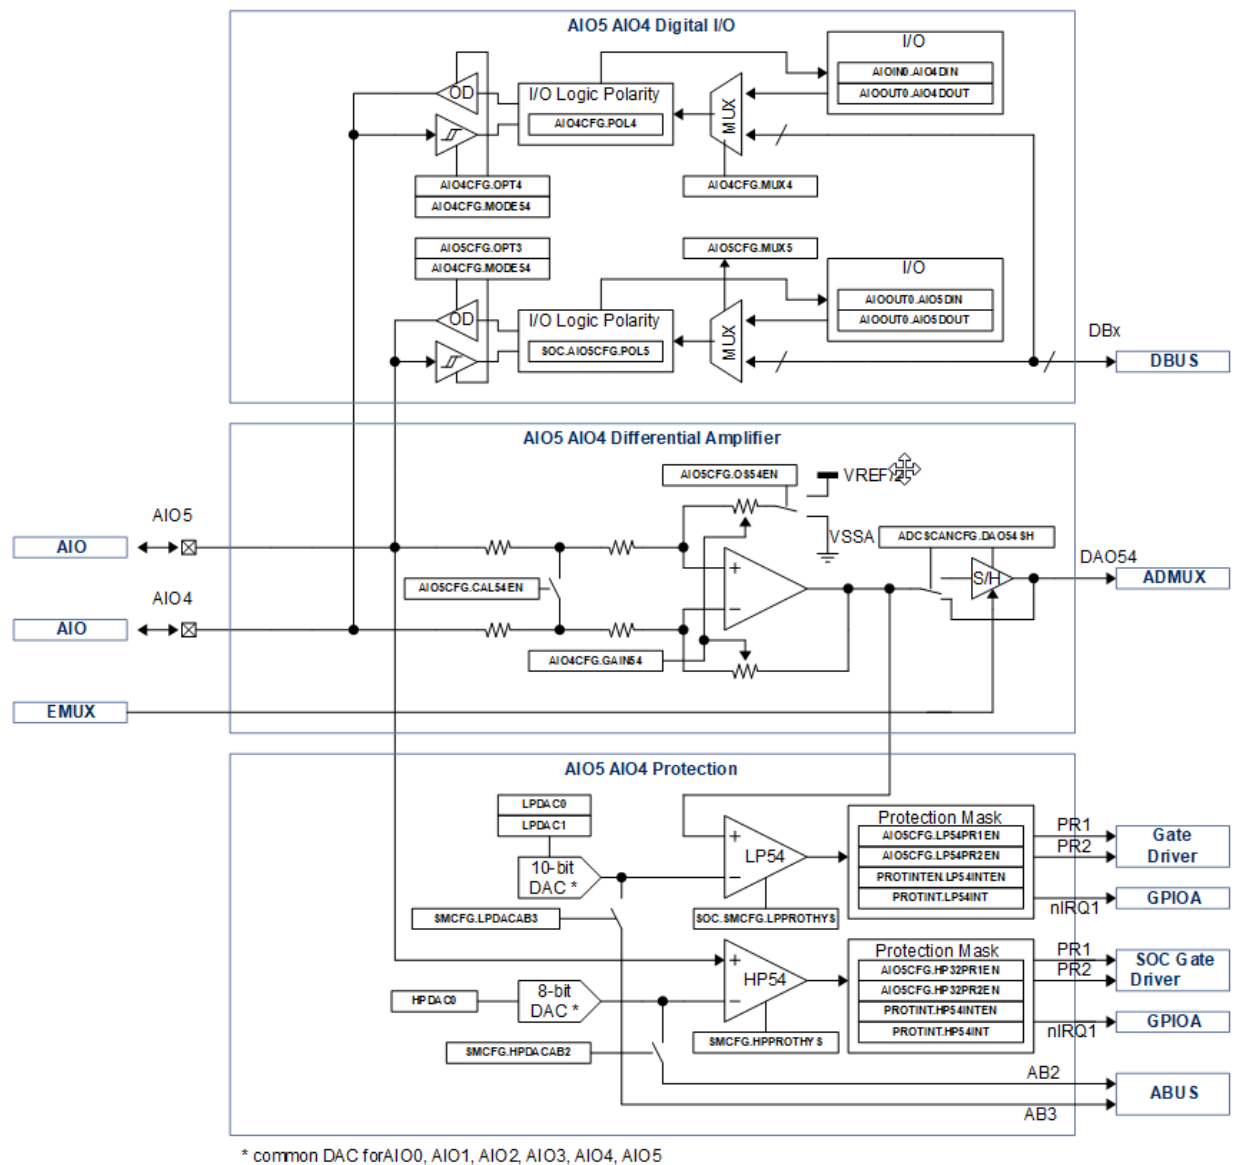 AIO5 AIO4 Digital I/O
I/O
AIOIN0.AIO4DIN
AIOOUT0.AIO4DOUT
OD
I/O Logic Polarity
AIO4CFG.POL4
MUX
AIO4CFG.OPT4
AIO4CFG.MODE54
AIO4CFG.MUX4
AIO5CFG.OPT3
AIO4CFG.MODE54
AIO5CFG.MUX5
I/O
AIOOUT0.AIO5DIN
AIOOUT0.AIO5DOUT
OD
I/O Logic Polarity
SOC.AIO5CFG.POL5
MUX
DBx
DBUS
AIO5 AIO4 Differential Amplifier
AIO5CFG.OS54EN
VREF/2
AIO5
VSSA
ADCSCANCFG.DAO54SH
AIO
DAO54
+
S/H
ADMUX
AIO5CFG.CAL54EN
AIO4
−
AIO
AIO4CFG.GAIN54
EMUX
AIO5 AIO4 Protection
LPDAC0
LPDAC1
Protection Mask
PR1
AIO5CFG.LP54PR1EN
+
Gate
Driver
LP54
AIO5CFG.LP54PR2EN
PR2
10-bit
DAC *
−
PROTINTEN.LP54INTEN
PROTINT.LP54INT
nIRQ1
GPIOA
SMCFG.LPDACAB3
SOC.SMCFG.LPPROTHYS
Protection Mask
PR1
+
AIO5CFG.HP32PR1EN
SOC Gate
Driver
HP54
PR2
AIO5CFG.HP32PR2EN
HPDAC0
8-bit
DAC *
−
PROTINT.HP54INTEN
PROTINT.HP54INT
nIRQ1
GPIOA
SMCFG.HPPROTHYS
SMCFG.HPDACAB2
AB2
ABUS
AB3
* common DAC forAIO0, AIO1, AIO2, AIO3, AIO4, AIO5